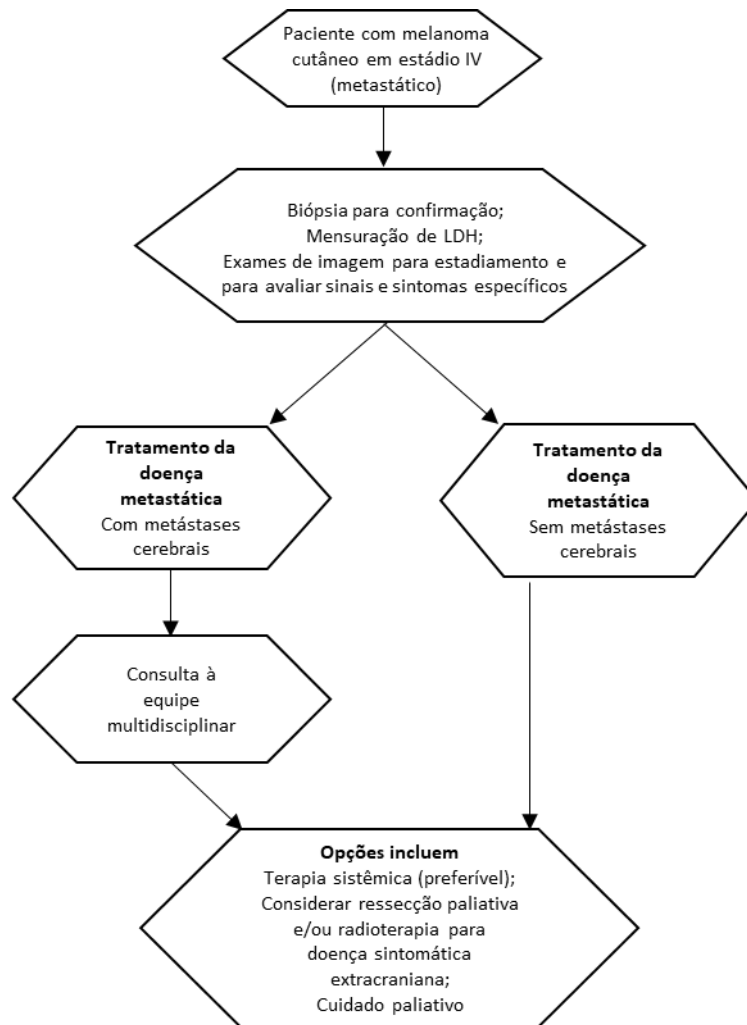 Paciente com melanoma
cutâneo em estádio IV
(metastático)
Biópsia para confirmação;
Mensuração de LDH;
Exames de imagem para estadiamento e
para avaliar sinais e sintomas específicos
Tratamento da
doença
metastática
Com metástases
cerebrais
Tratamento da
doença
metastática
Sem metástases
cerebrais
Consulta à
equipe
multidisciplinar
Opções incluem
Terapia sistêmica (preferível);
Considerar ressecção paliativa
e/ou radioterapia para
doença sintomática
extracraniana;
Cuidado paliativo